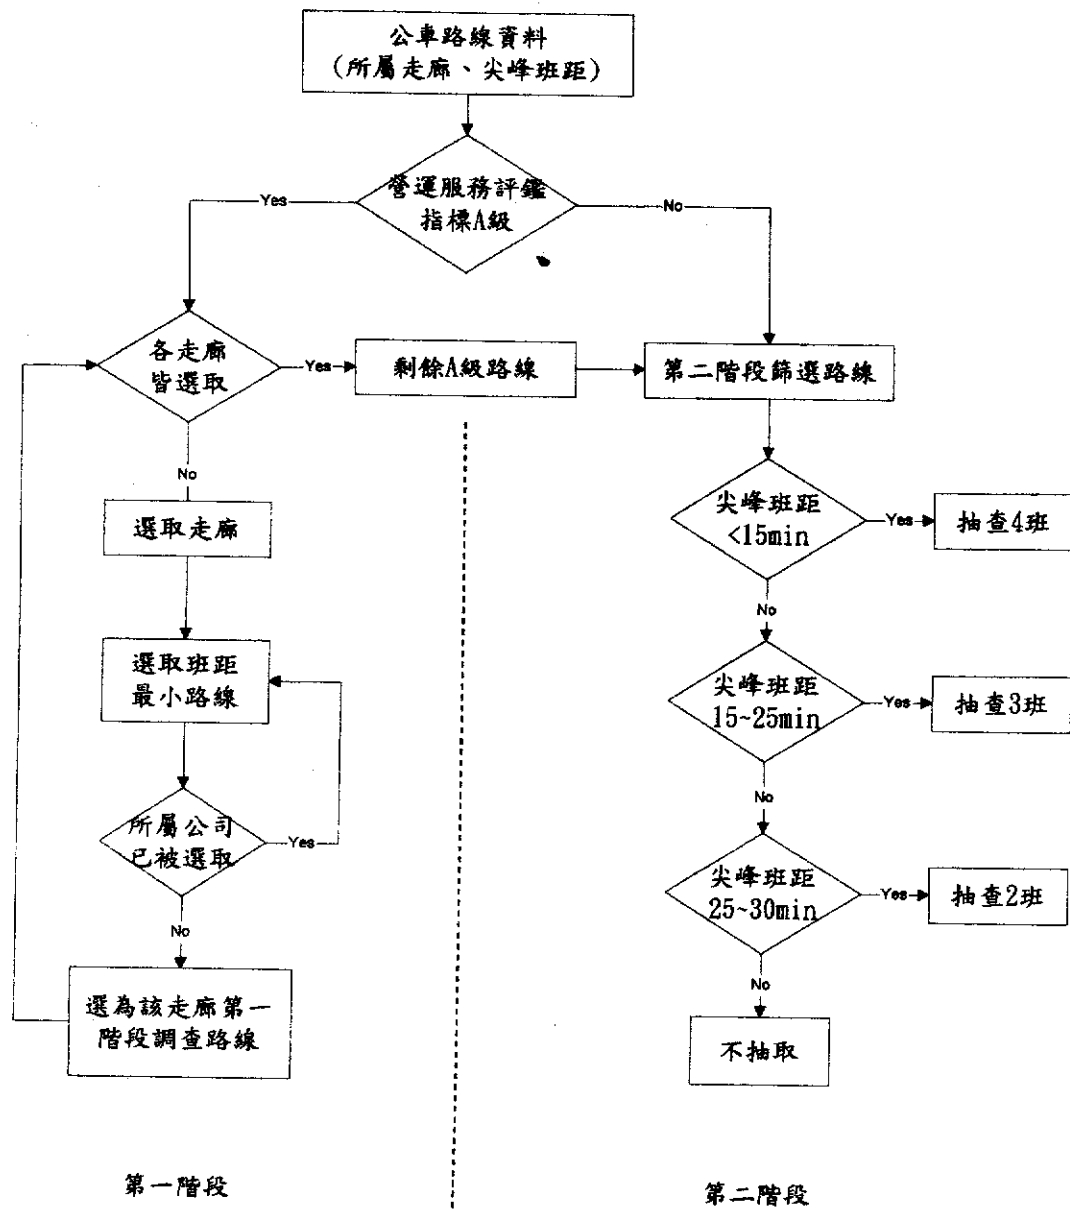 公車路線資料
(所屬走廊、尖峰班距)
營運服務評鑑
指標A級
Yes
No
各走廊
皆選取
Yes
剩餘A級路線
第二階段篩選路線
No
選取走廊
選取班距
最小路線
所屬公司
已被選取
Yes
No
選為該走廊第一
階段調查路線
尖峰班距
<15min
Yes
抽查4班
No
尖峰班距
15~25min
Yes
抽查3班
No
尖峰班距
25~30min
Yes
抽查2班
No
不抽取
第一階段
第二階段